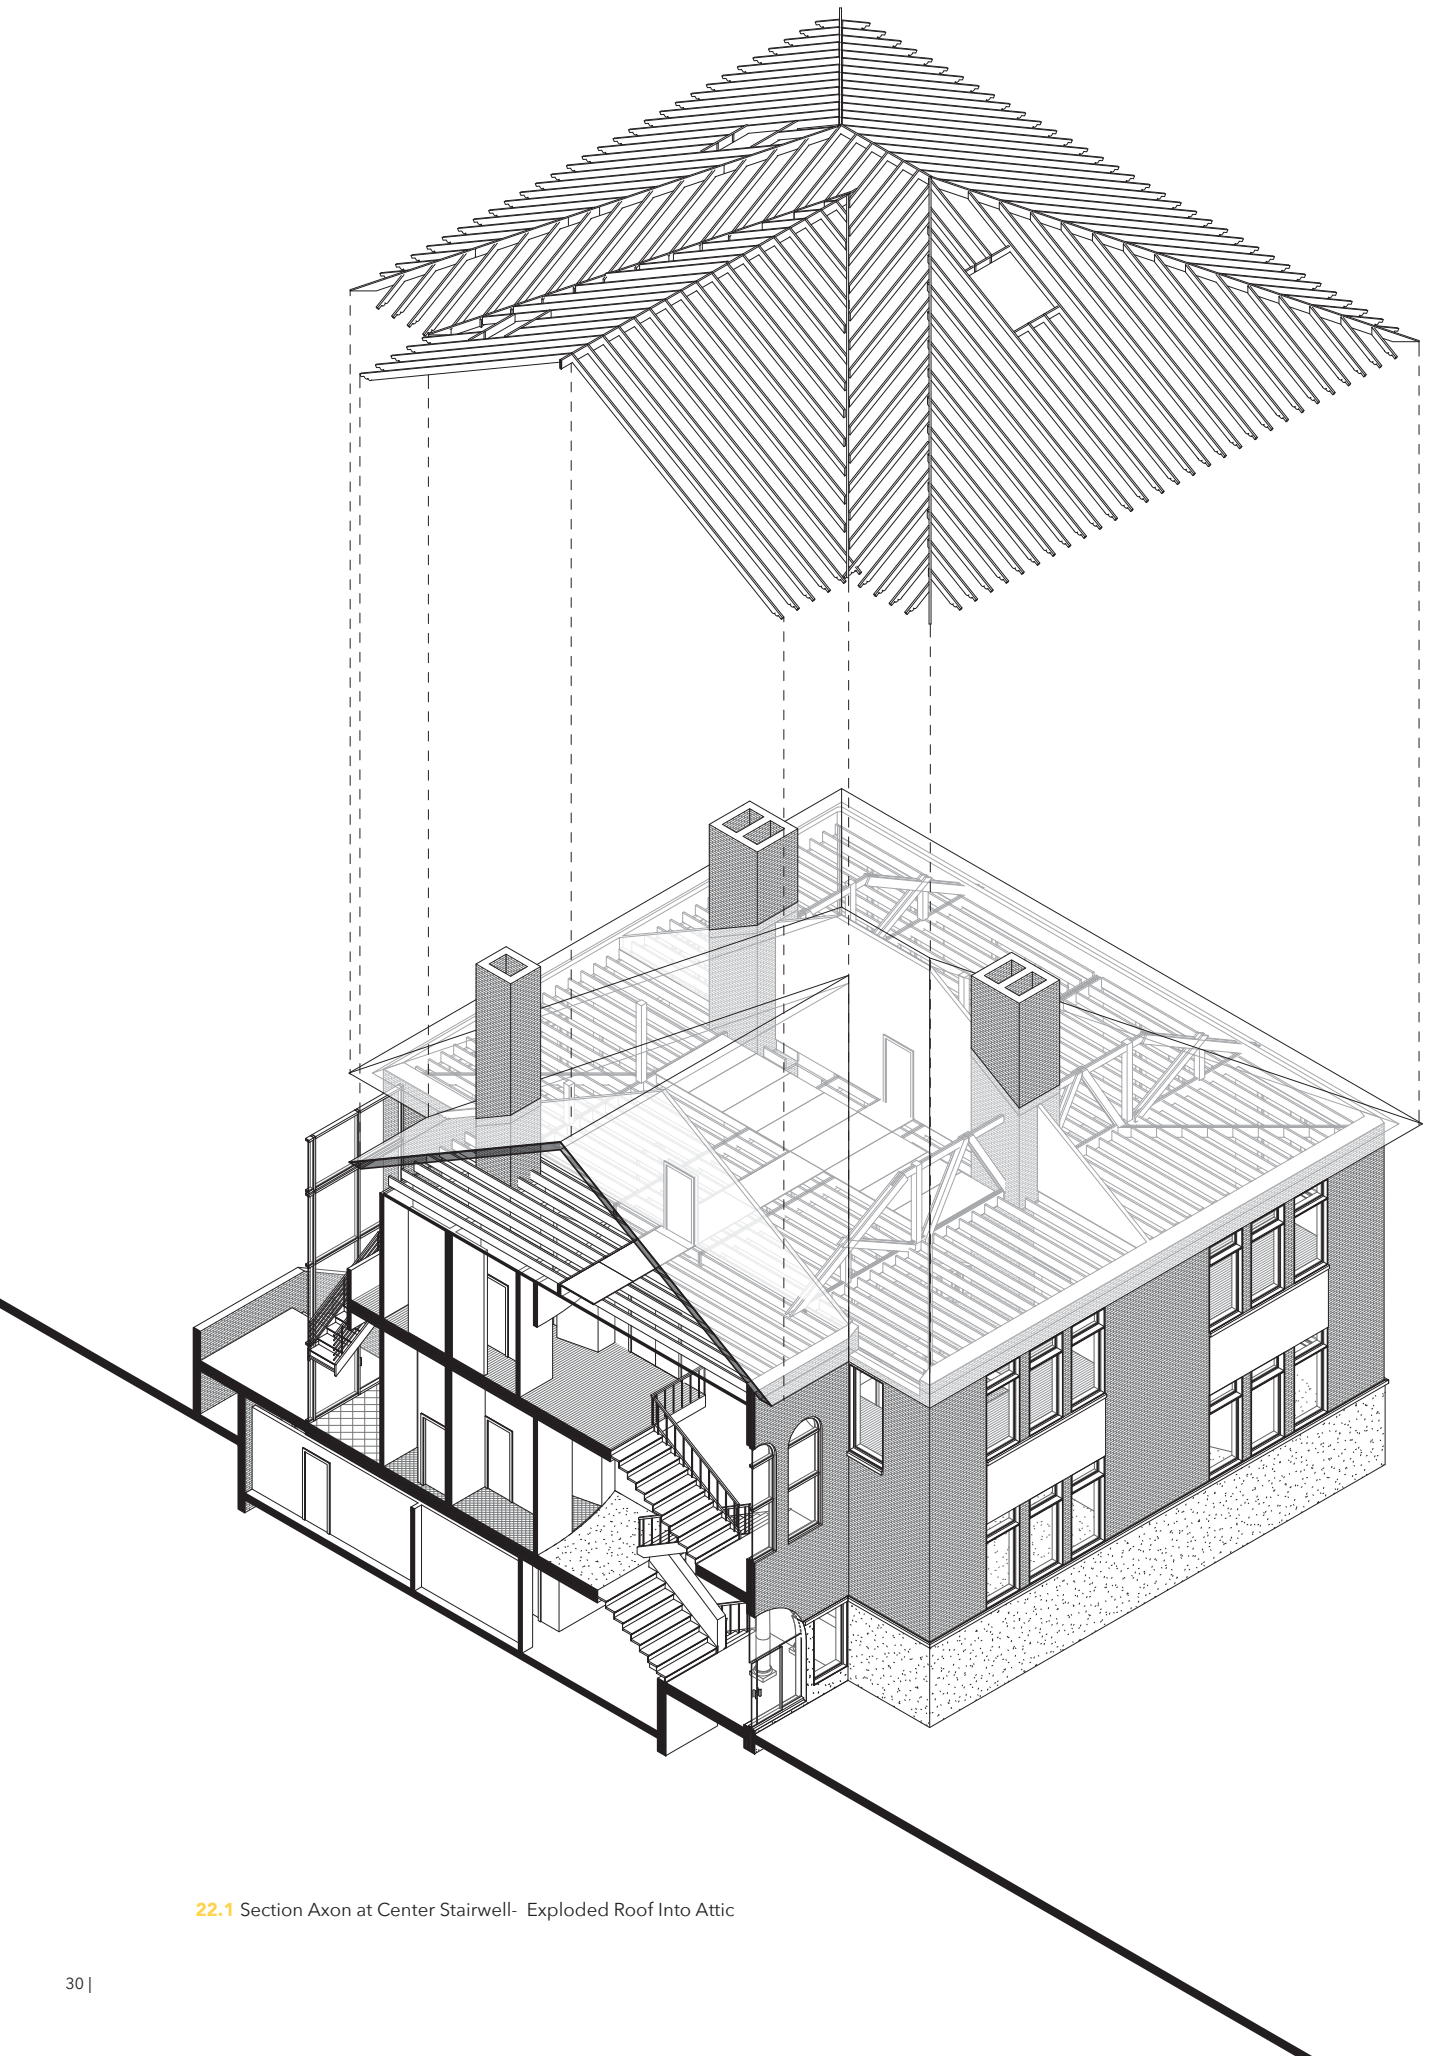 22.1 Section Axon at Center Stairwell-  Exploded Roof Into Attic
30 |